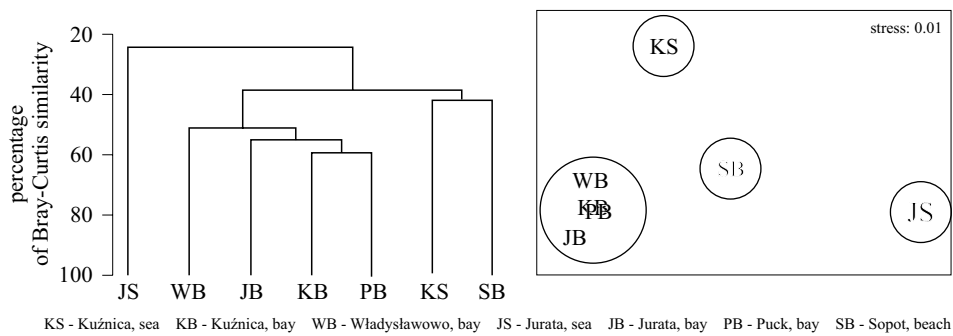 percentage
of Bray-Curtis similarity
20
40
60
80
100
JS WB JB KB PB KS SB
stress: 0.01
KS
SB
WB
KB
PB
JB
JS
KS - Kuźnica, sea KB - Kuźnica, bay WB - Władysławowo, bay JS - Jurata, sea JB - Jurata, bay PB - Puck, bay SB - Sopot, beach